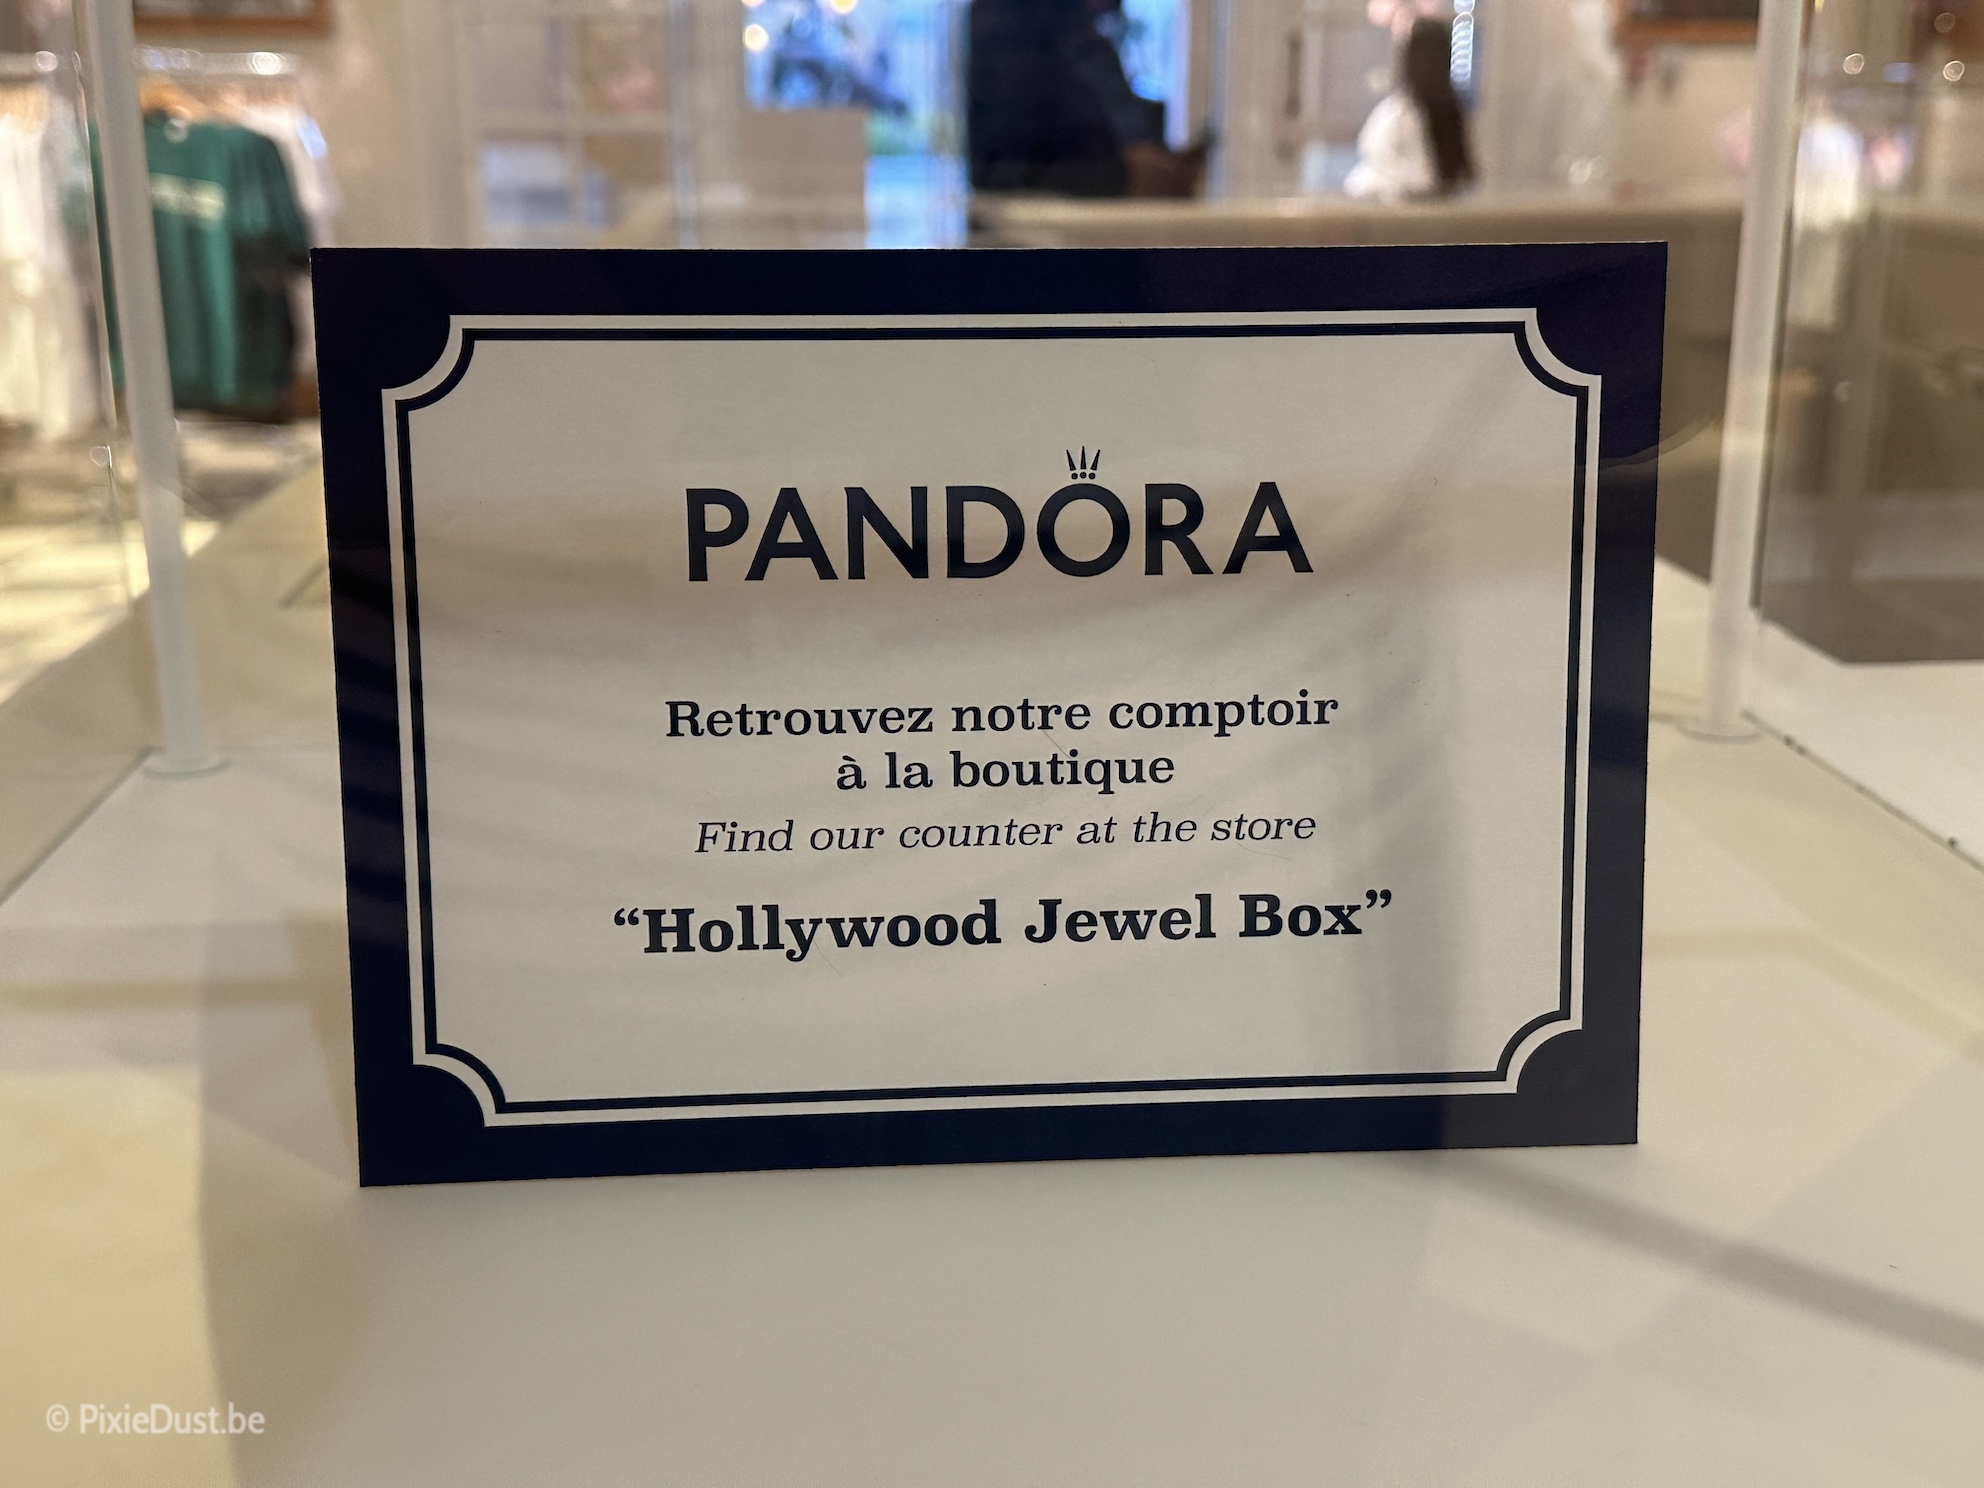 PANDORA
Retrouvez notre comptoir
à la boutique
Find our counter at the store
“Hollywood Jewel Box”
© PixieDust.be